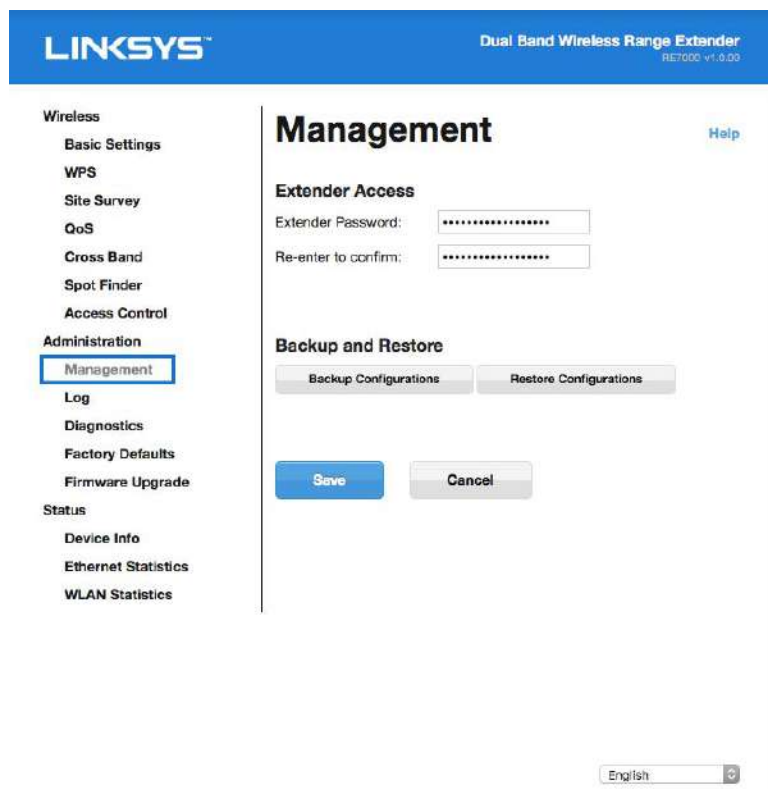 LINKSYS™
Dual Band Wireless Range Extender
RE7000 v1.0.00
Wireless
Basic Settings
WPS
Site Survey
QoS
Cross Band
Spot Finder
Access Control
Administration
Management
Log
Diagnostics
Factory Defaults
Firmware Upgrade
Status
Device Info
Ethernet Statistics
WLAN Statistics
Management
Help
Extender Access
Extender Password: ••••••••••••••••••
Re-enter to confirm: ••••••••••••••••••
Backup and Restore
Backup Configurations Restore Configurations
Save Cancel
English